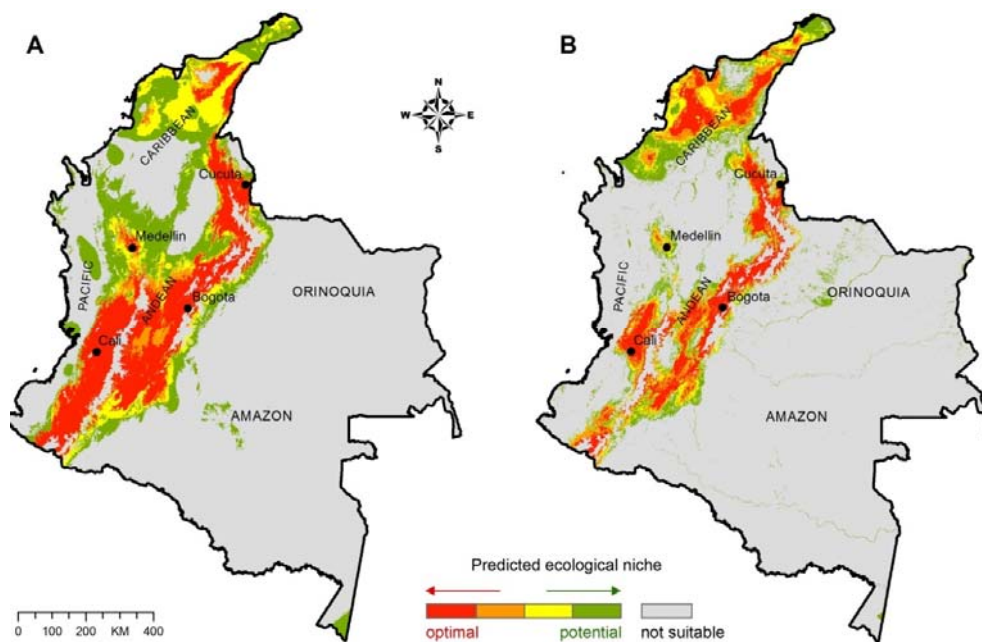 A
N
W E
S
CARIBBEAN
Cucuta
Medellin
PACIFIC
ANDEAN
Bogota
ORINOQUIA
Cali
AMAZON
B
CARIBBEAN
Cucuta
Medellin
PACIFIC
ANDEAN
Bogota
ORINOQUIA
Cali
AMAZON
Predicted ecological niche
optimal potential not suitable
0 100 200 300 400
KM